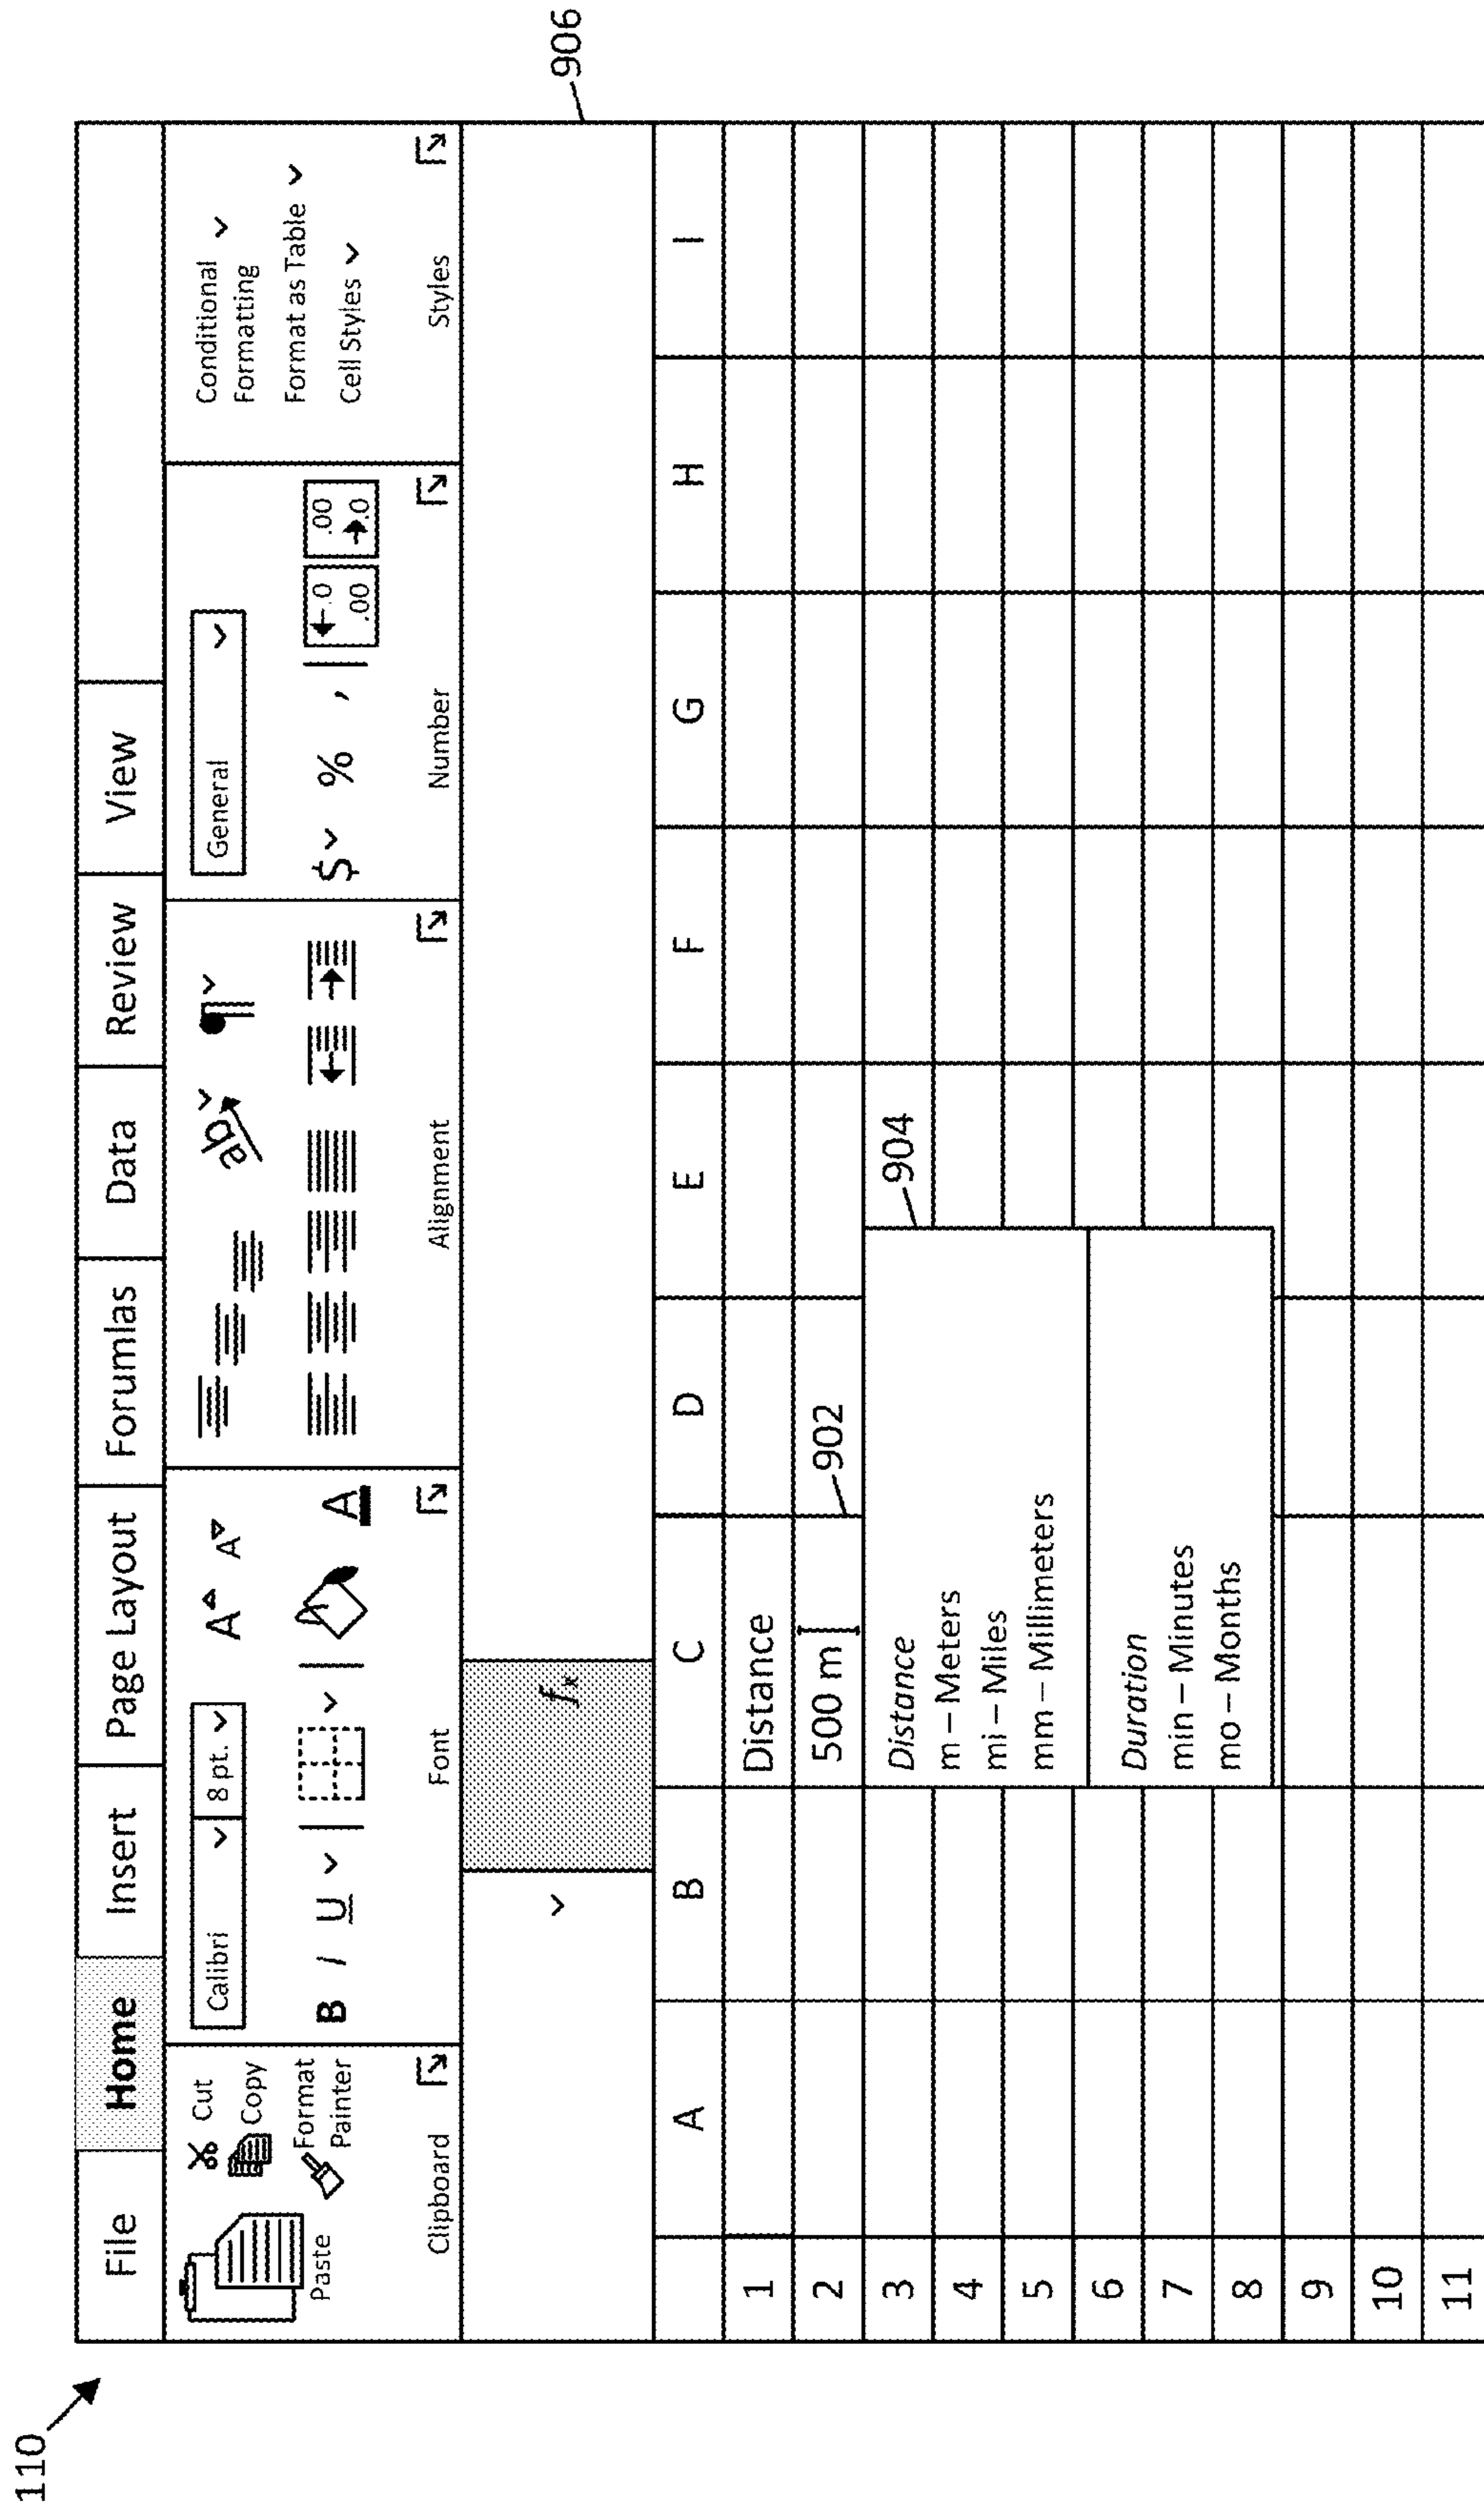 110
File Home Insert Page Layout Forumlas Data Review View
Paste
Cut
Copy
Format
Painter
Clipboard
Calibri 8 pt. A A
B I U A
Font
ab
Alignment
General
$ % , .0 .00 .00 .0
Number
Conditional
Formatting
Format as Table
Cell Styles
Styles
fx
906
A B C D E F G H I
1 Distance
2 500 m
902
3
904
4
5
6
7
8
9
10
11
Distance
m – Meters
mi – Miles
mm – Millimeters
Duration
min – Minutes
mo – Months